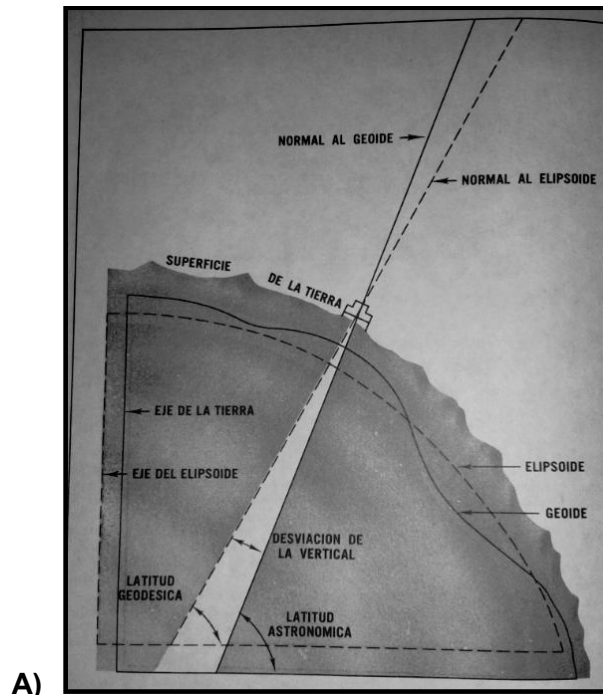 NORMAL AL GEOIDE
NORMAL AL ELIPSOIDE
SUPERFICIE
DE LA TIERRA
EJE DE LA TIERRA
ELIPSOIDE
EJE DEL ELIPSOIDE
GEOIDE
DESVIACION DE
LA VERTICAL
LATITUD
GEODESICA
LATITUD
ASTRONOMICA
A)